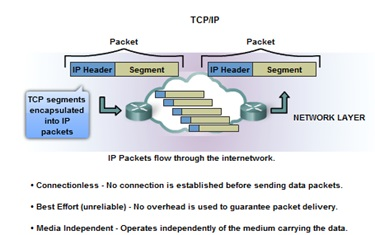 TCP/IP
Packet
Packet
IP Header
Segment
IP Header
Segment
TCP segments
encapsulated
into IP
packets
NETWORK LAYER
IP Packets flow through the internetwork.
• Connectionless - No connection is established before sending data packets.
• Best Effort (unreliable) - No overhead is used to guarantee packet delivery.
• Media Independent - Operates independently of the medium carrying the data.